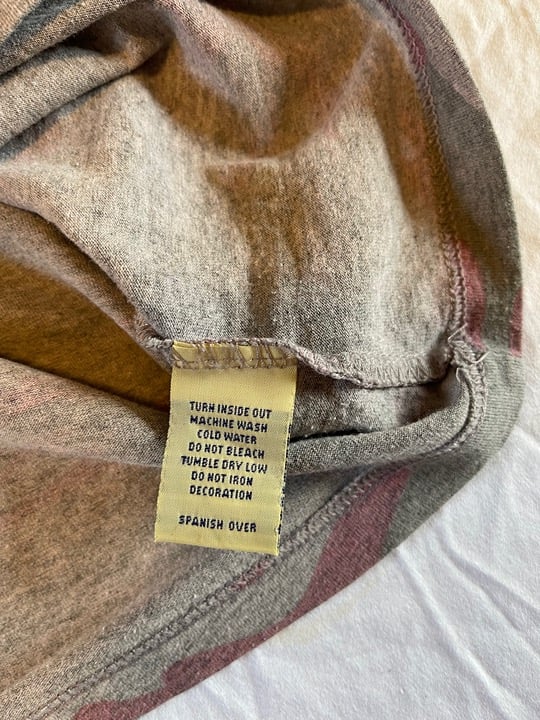 TURN INSIDE OUT
MACHINE WASH
COLD WATER
DO NOT BLEACH
TUMBLE DRY LOW
DO NOT IRON
DECORATION
SPANISH OVER